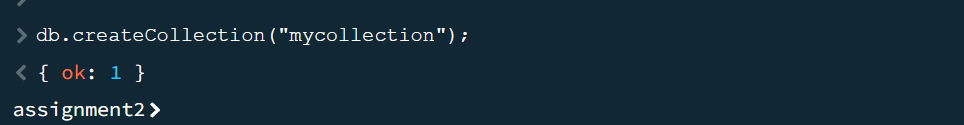 > db.createCollection("mycollection");
< { ok: 1 }
assignment2>